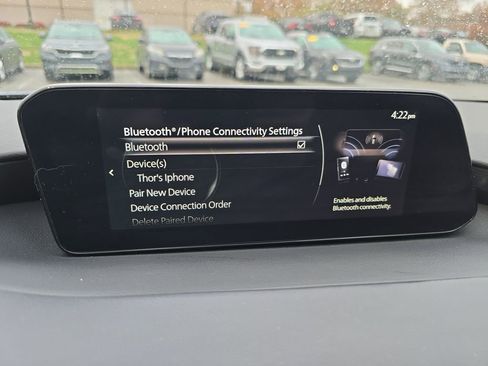 4:22pm
Bluetooth®/Phone Connectivity Settings
Bluetooth
Device(s)
Thor's Iphone
Pair New Device
Device Connection Order
Delete Paired Device
Enables and disables
Bluetooth connectivity.